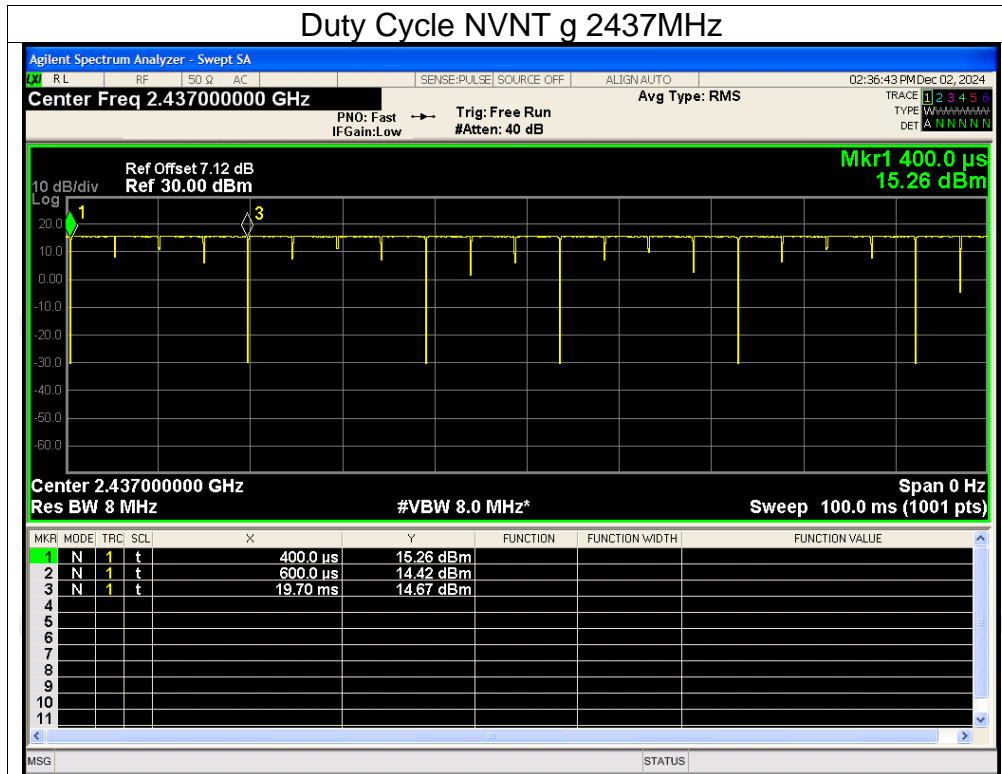 Duty Cycle NVNT g 2437MHz
Agilent Spectrum Analyzer - Swept SA
LXI RL RF 50 Ω AC SENSE:PULSE SOURCE OFF ALIGNAUTO 02:36:43 PM Dec 02, 2024
Center Freq 2.437000000 GHz Avg Type: RMS TRACE 1 2 3 4 5 6
PNO: Fast Trig: Free Run TYPE WWWWWW
IFGain:Low #Atten: 40 dB DET A N N N N N
Mkr1 400.0 µs
Ref Offset 7.12 dB
10 dB/div Ref 30.00 dBm 15.26 dBm
Log
1 3
20.0
10.0
0.00
-10.0
-20.0
-30.0
-40.0
-50.0
-60.0
Center 2.437000000 GHz Span 0 Hz
Res BW 8 MHz #VBW 8.0 MHz* Sweep 100.0 ms (1001 pts)
MKR MODE TRC SCL X Y FUNCTION FUNCTION WIDTH FUNCTION VALUE
1 N 1 t 400.0 µs 15.26 dBm
2 N 1 t 600.0 µs 14.42 dBm
3 N 1 t 19.70 ms 14.67 dBm
4
5
6
7
8
9
10
11
MSG STATUS